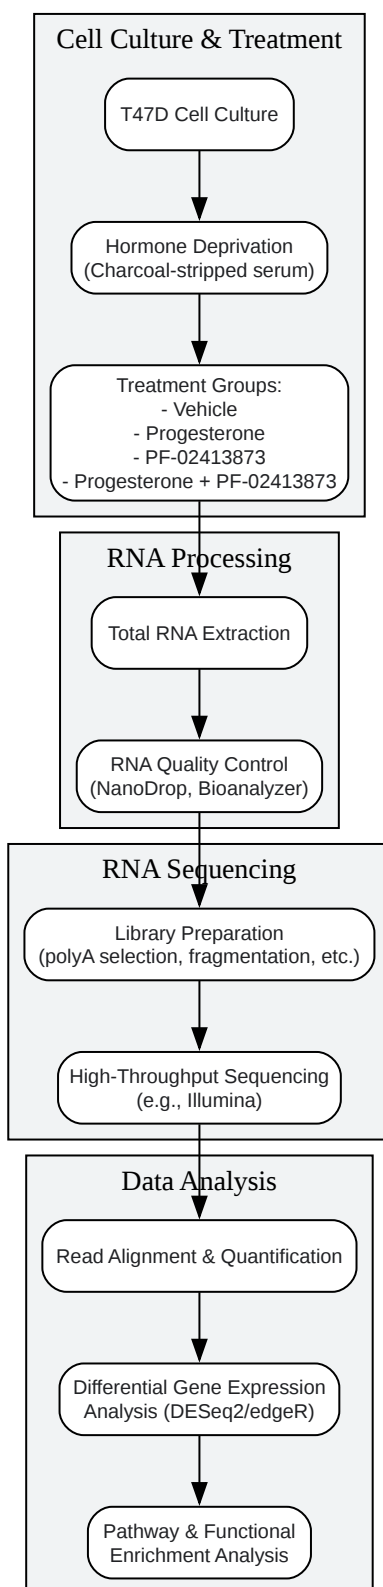 Cell Culture & Treatment
T47D Cell Culture
Hormone Deprivation
(Charcoal-stripped serum)
Treatment Groups:
- Vehicle
- Progesterone
- PF-02413873
- Progesterone + PF-02413873
RNA Processing
Total RNA Extraction
RNA Quality Control
(NanoDrop, Bioanalyzer)
RNA Sequencing
Library Preparation
(polyA selection, fragmentation, etc.)
High-Throughput Sequencing
(e.g., Illumina)
Data Analysis
Read Alignment & Quantification
Differential Gene Expression
Analysis (DESeq2/edgeR)
Pathway & Functional
Enrichment Analysis